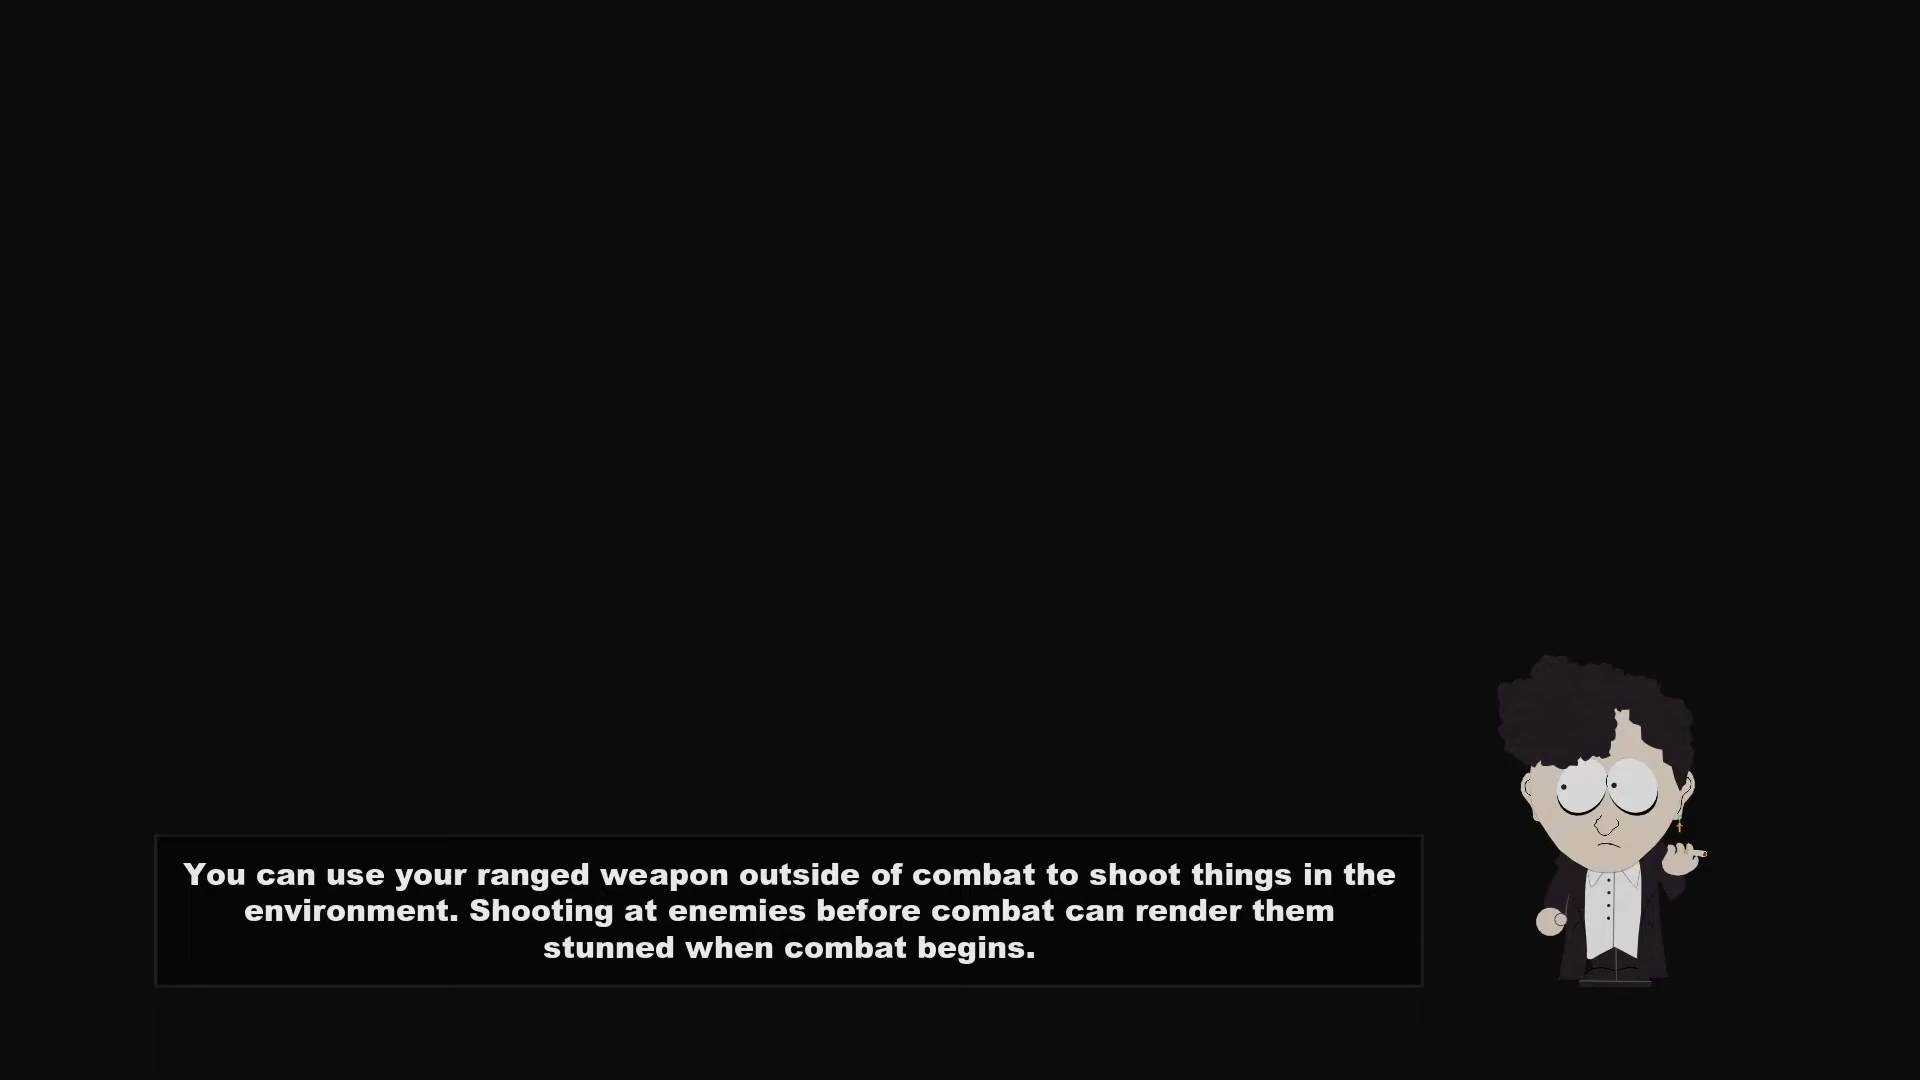 You can use your ranged weapon outside of combat to shoot things in the
environment. Shooting at enemies before combat can render them
stunned when combat begins.